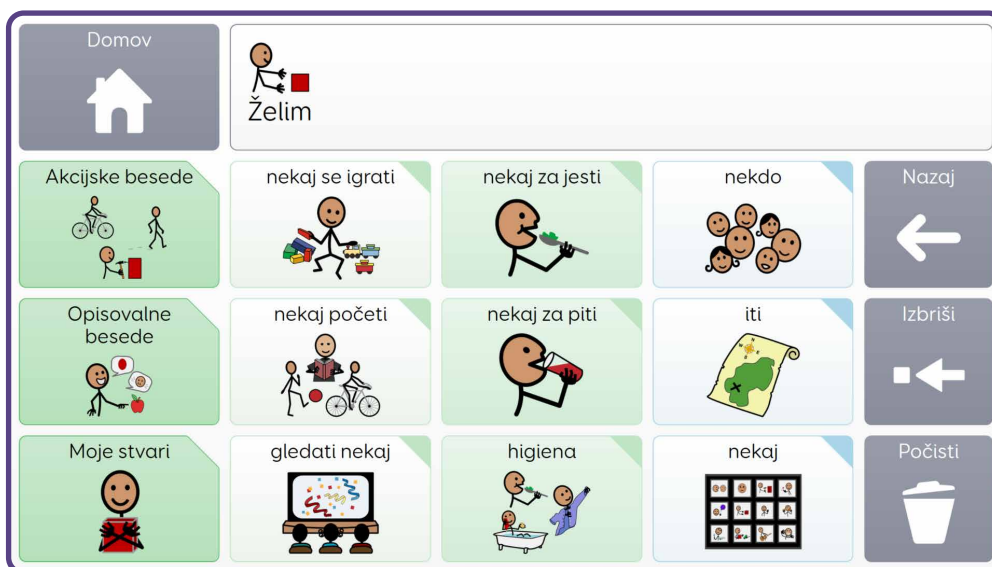 Domov
Želim
Akcijske besede
nekaj se igrati
nekaj za jesti
nekdo
Nazaj
Opisovalne
besede
nekaj početi
nekaj za piti
iti
Izbriši
Moje stvari
gledati nekaj
higiena
nekaj
Počisti